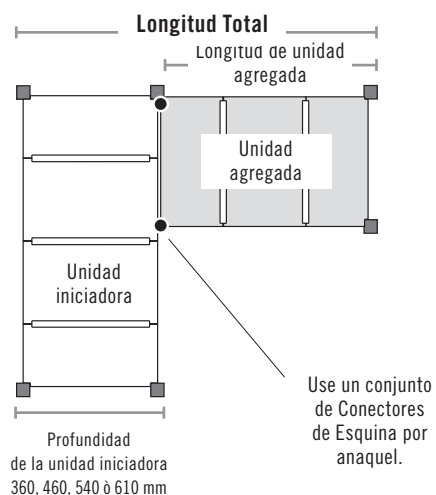 Longitud Total
Longitud de unidad
agregada
Unidad
agregada
Unidad
iniciadora
Use un conjunto
de Conectores
de Esquina por
anaquel.
Profundidad
de la unidad iniciadora
360, 460, 540 ò 610 mm